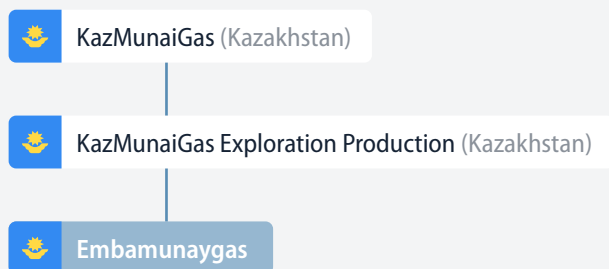 KazMunaiGas (Kazakhstan)
KazMunaiGas Exploration Production (Kazakhstan)
Embamunaygas